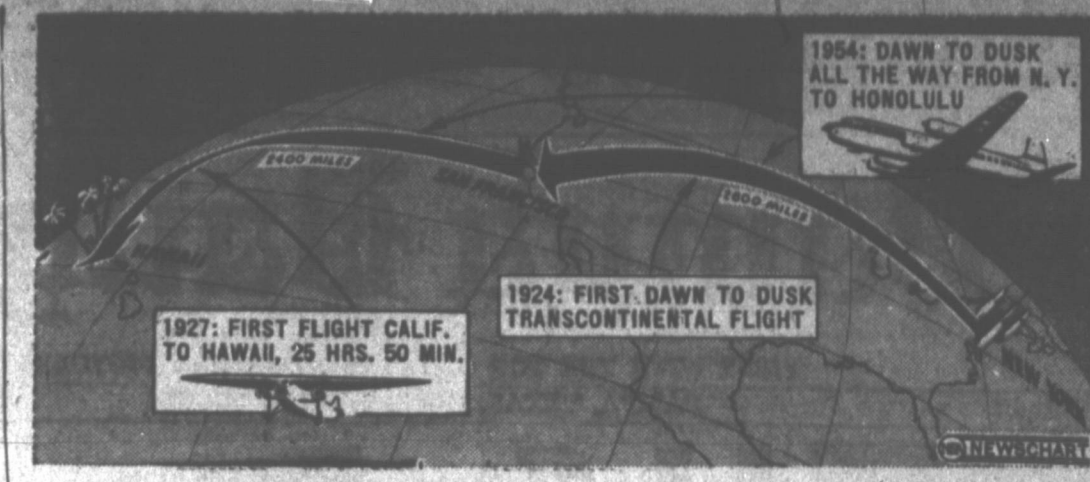 1954: DAWN TO DUSK
ALL THE WAY FROM N. Y.
TO HONOLULU
2400 MILES
SAN FRANCISCO
2600 MILES
HAWAII
1924: FIRST DAWN TO DUSK
TRANSCONTINENTAL FLIGHT
1927: FIRST FLIGHT CALIF.
TO HAWAII, 25 HRS. 50 MIN.
NEW YORK
NEWSCHART